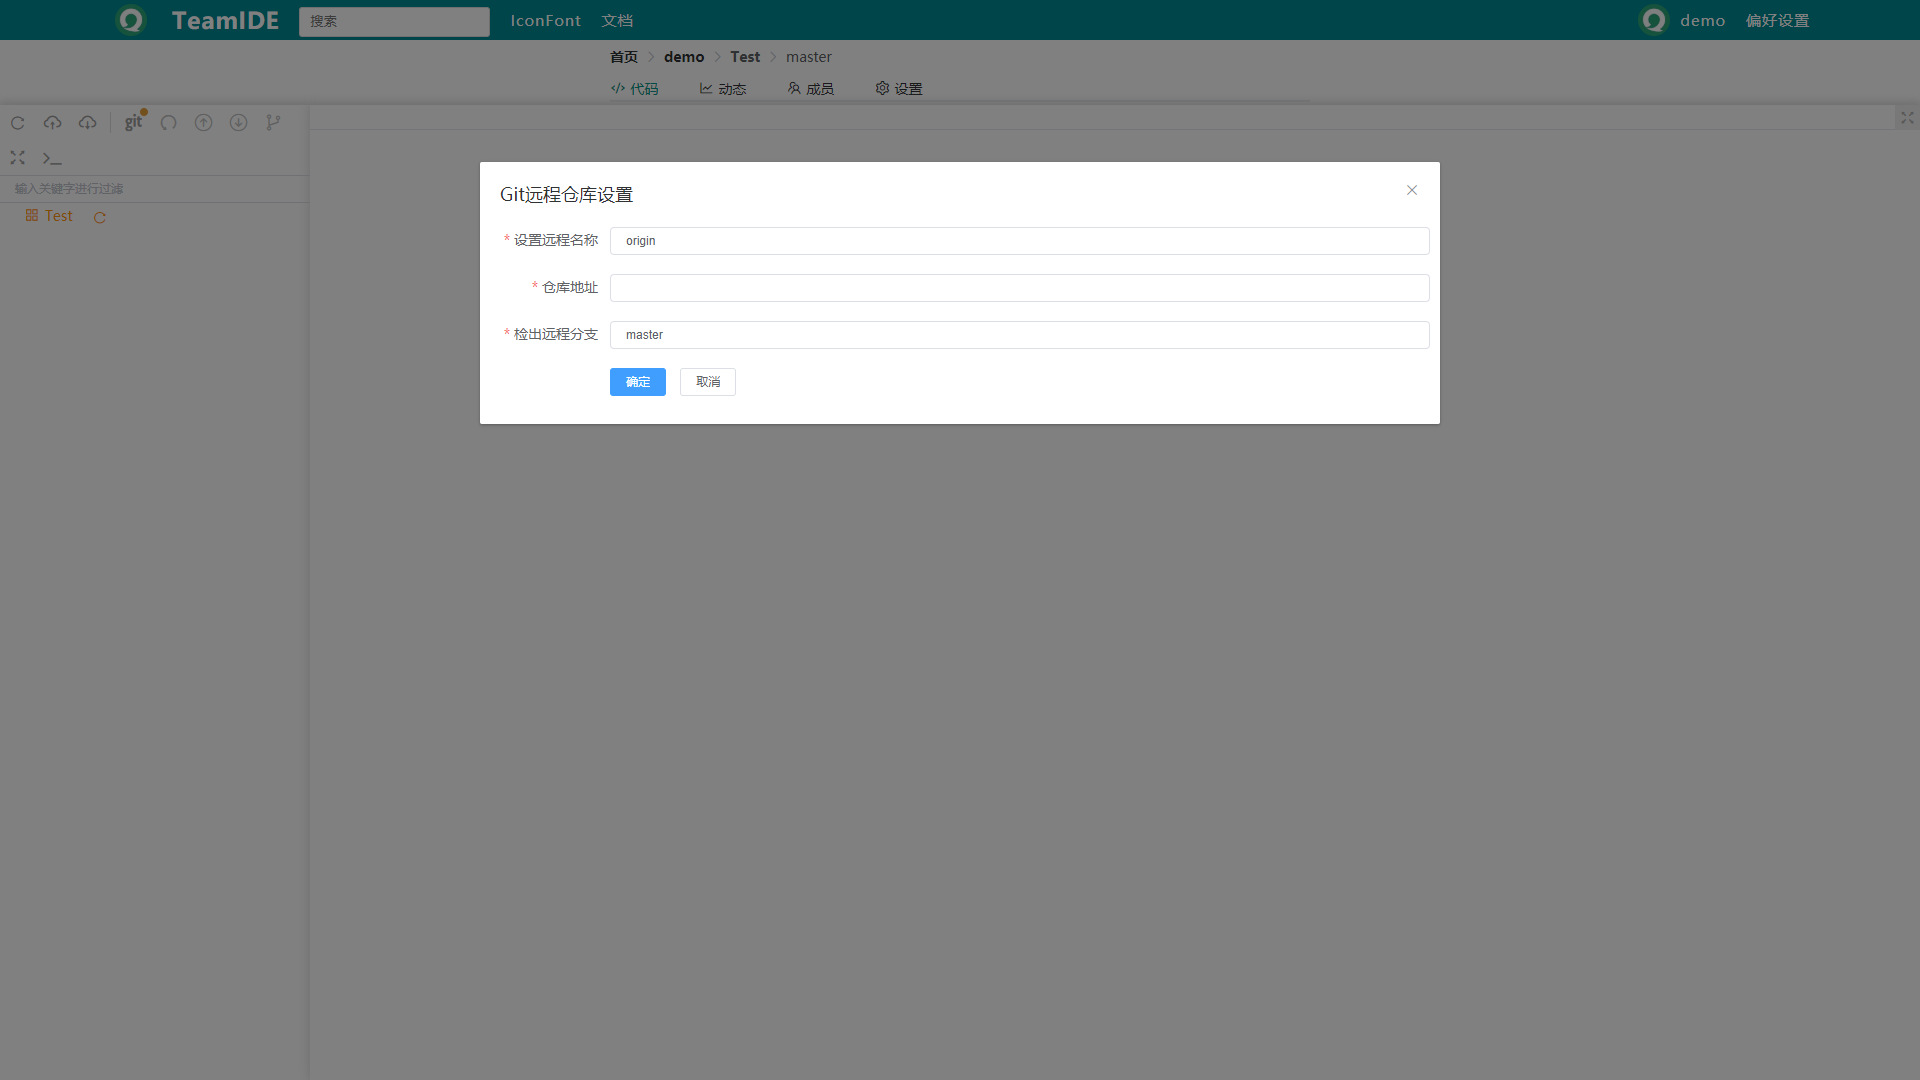 TeamIDE 搜索 IconFont 文档 demo 偏好设置
首页 demo Test master
代码 动态 成员 设置
git
输入关键字进行过滤
Test
Git远程仓库设置
* 设置远程名称 origin
* 仓库地址
* 检出远程分支 master
确定 取消